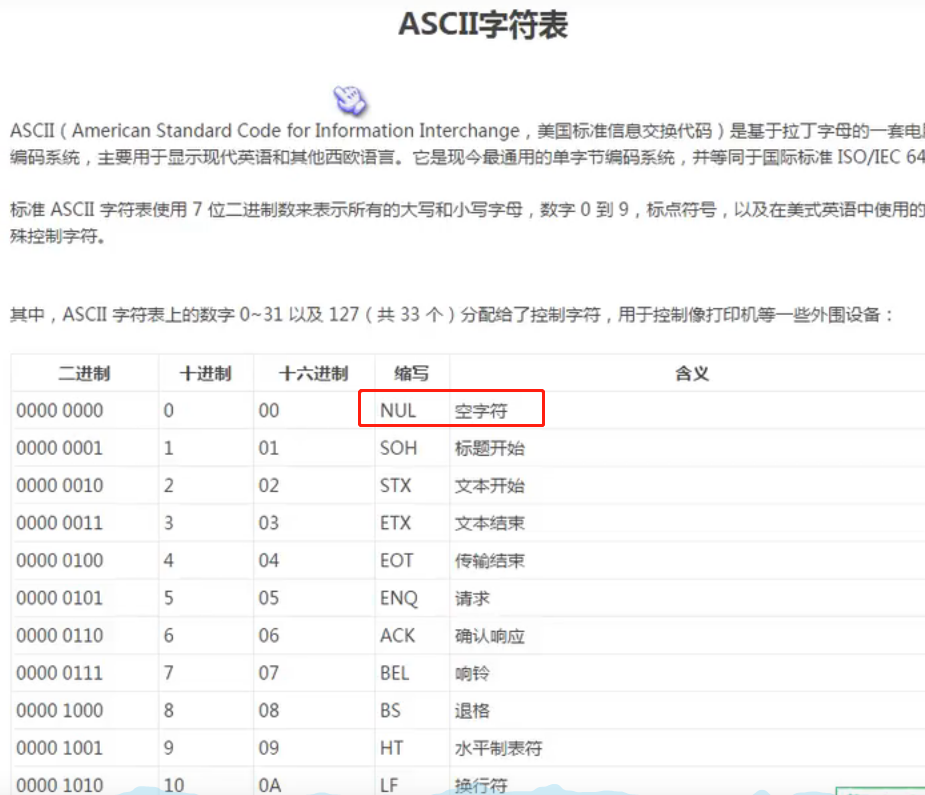 ASCII字符表
ASCII（American Standard Code for Information Interchange，美国标准信息交换代码）是基于拉丁字母的一套电
编码系统，主要用于显示现代英语和其他西欧语言。它是现今最通用的单字节编码系统，并等同于国际标准 ISO/IEC 64
标准 ASCII 字符表使用 7 位二进制数来表示所有的大写和小写字母，数字 0 到 9，标点符号，以及在美式英语中使用的
殊控制字符。
其中，ASCII 字符表上的数字 0~31 以及 127（共 33 个）分配给了控制字符，用于控制像打印机等一些外围设备：
二进制 十进制 十六进制 缩写 含义
0000 0000 0 00 NUL 空字符
0000 0001 1 01 SOH 标题开始
0000 0010 2 02 STX 文本开始
0000 0011 3 03 ETX 文本结束
0000 0100 4 04 EOT 传输结束
0000 0101 5 05 ENQ 请求
0000 0110 6 06 ACK 确认响应
0000 0111 7 07 BEL 响铃
0000 1000 8 08 BS 退格
0000 1001 9 09 HT 水平制表符
0000 1010 10 0A LF 换行符